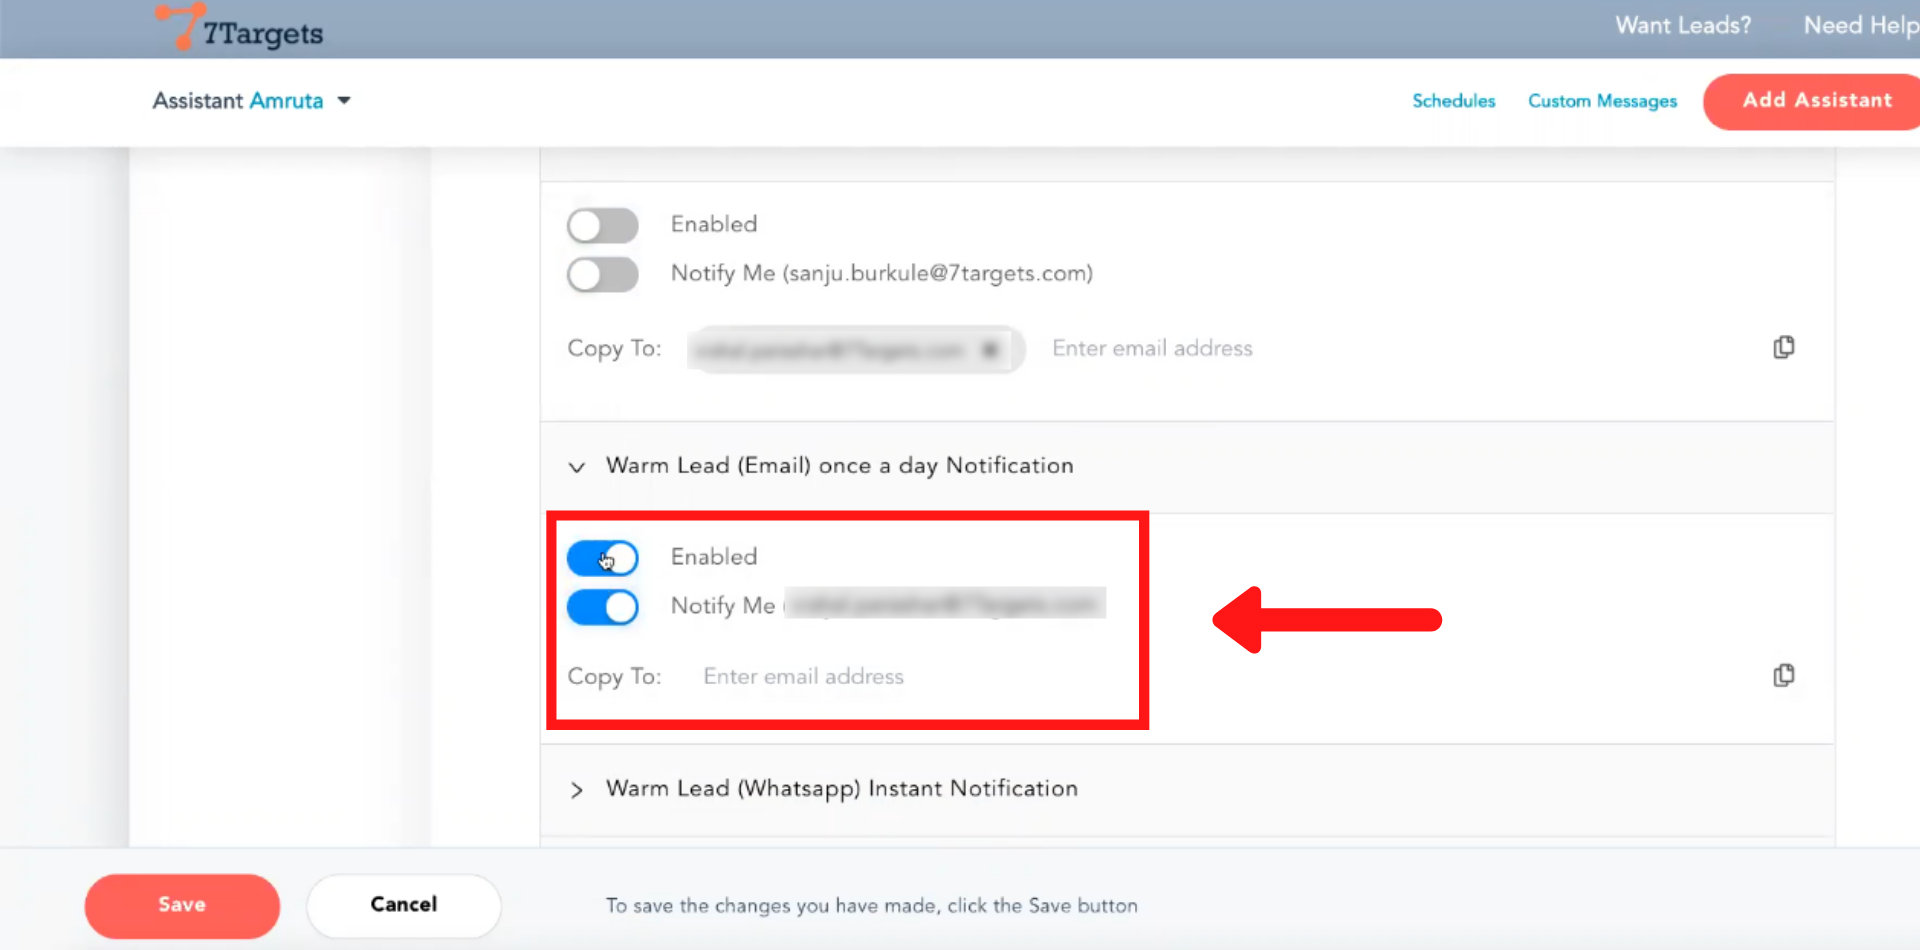 7Targets
Want Leads? Need Help
Assistant Amruta
Schedules Custom Messages Add Assistant
Enabled
Notify Me (sanju.burkule@7targets.com)
Copy To: Enter email address
Warm Lead (Email) once a day Notification
Enabled
Notify Me (
Copy To: Enter email address
Warm Lead (Whatsapp) Instant Notification
Save Cancel To save the changes you have made, click the Save button